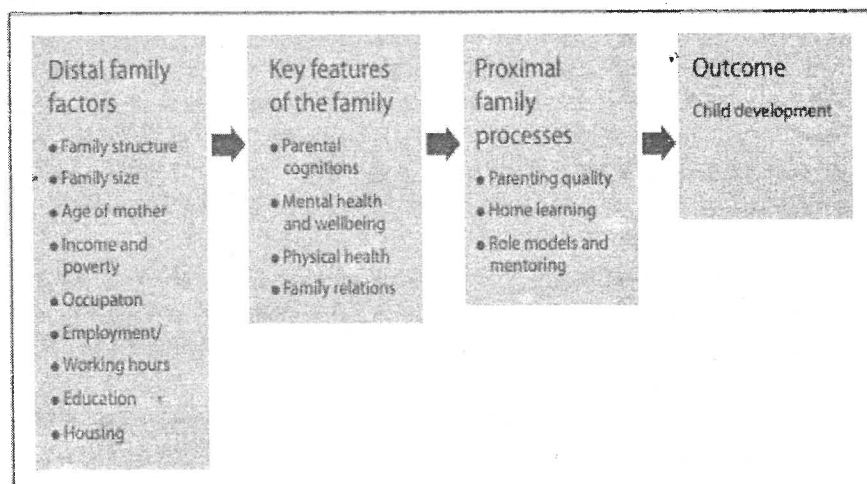 Distal family
factors
• Family structure
• Family size
• Age of mother
• Income and
poverty
• Occupaton
• Employment/
• Working hours
• Education
• Housing
Key features
of the family
• Parental
cognitions
• Mental health
and wellbeing
• Physical health
• Family relations
Proximal
family
processes
• Parenting quality
• Home learning
• Role models and
mentoring
Outcome
Child development